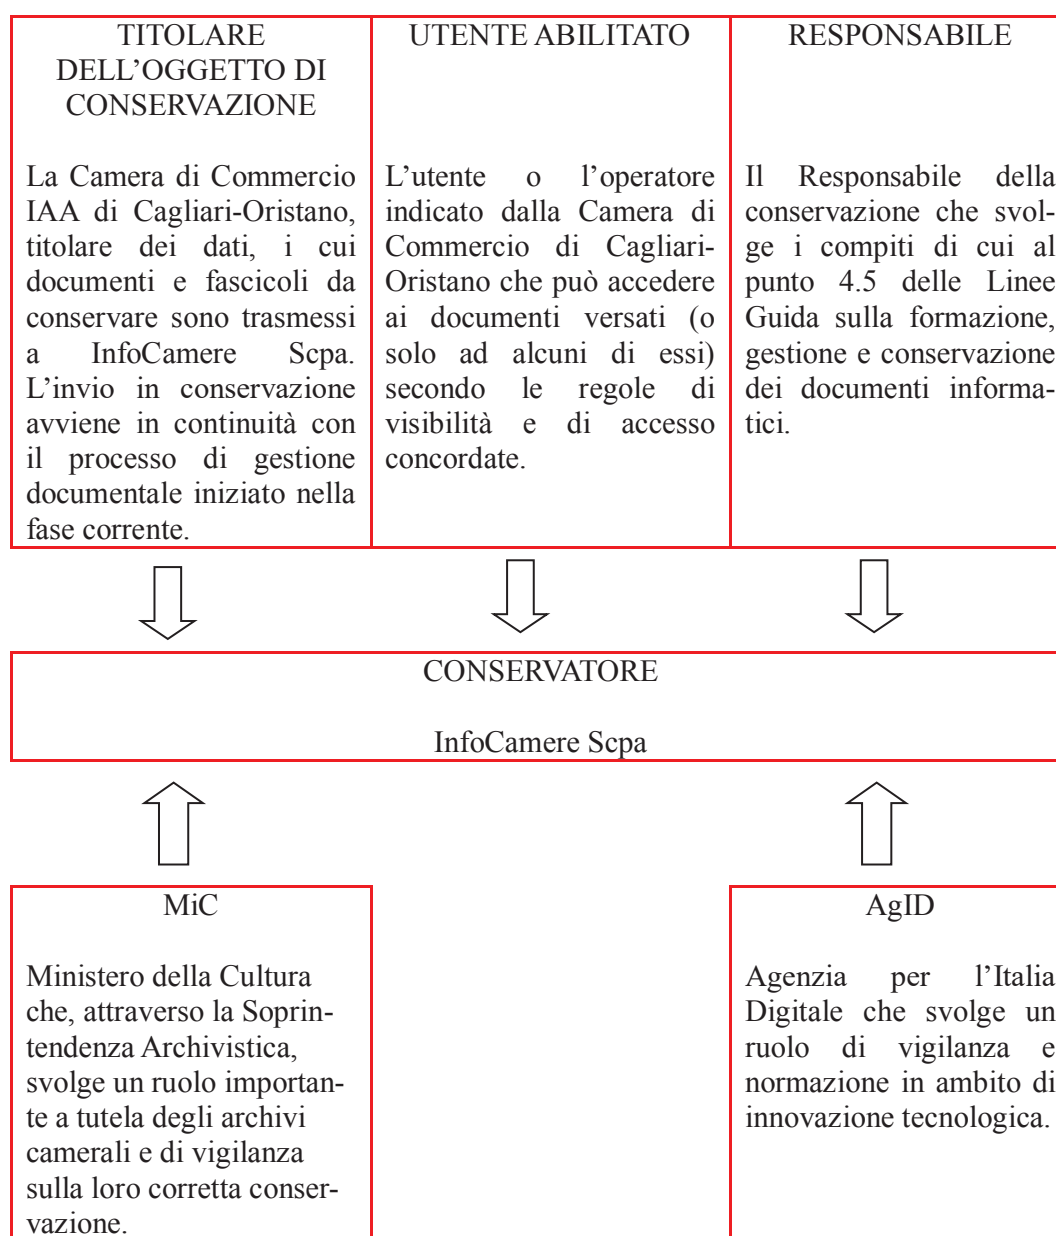 TITOLARE
DELL’OGGETTO DI
CONSERVAZIONE
La Camera di Commercio
IAA di Cagliari-Oristano,
titolare dei dati, i cui
documenti e fascicoli da
conservare sono trasmessi
a InfoCamere Scpa.
L’invio in conservazione
avviene in continuità con
il processo di gestione
documentale iniziato nella
fase corrente.
UTENTE ABILITATO
L’utente o l’operatore
indicato dalla Camera di
Commercio di Cagliari-
Oristano che può accedere
ai documenti versati (o
solo ad alcuni di essi)
secondo le regole di
visibilità e di accesso
concordate.
RESPONSABILE
Il Responsabile della
conservazione che svol-
ge i compiti di cui al
punto 4.5 delle Linee
Guida sulla formazione,
gestione e conservazione
dei documenti informa-
tici.
CONSERVATORE
InfoCamere Scpa
MiC
Ministero della Cultura
che, attraverso la Soprin-
tendenza Archivistica,
svolge un ruolo importan-
te a tutela degli archivi
camerali e di vigilanza
sulla loro corretta conser-
vazione.
AgID
Agenzia per l’Italia
Digitale che svolge un
ruolo di vigilanza e
normazione in ambito di
innovazione tecnologica.